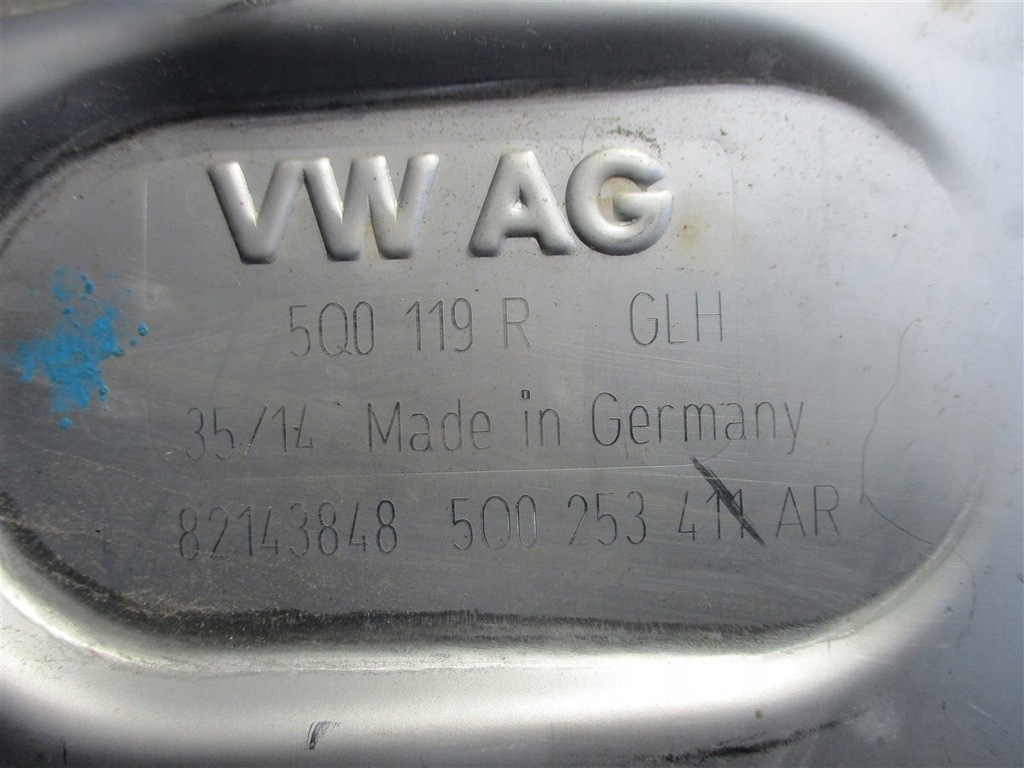 VW AG
5Q0 119 R GLH
35/14 Made in Germany
82143848 5Q0 253 411 AR